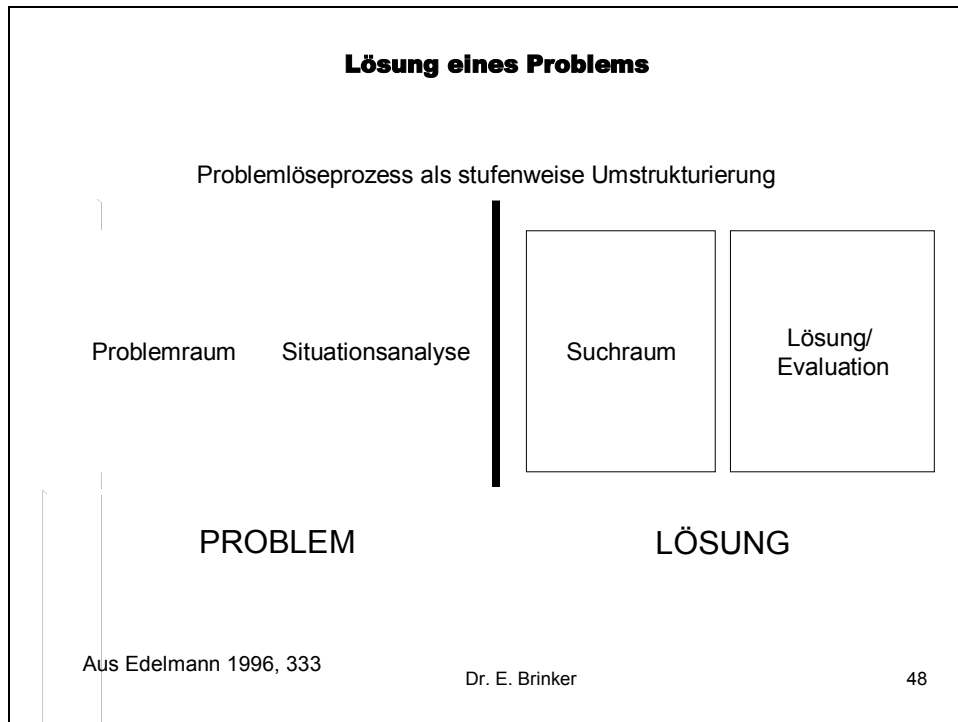 Lösung eines Problems
Problemlöseprozess als stufenweise Umstrukturierung
Problemraum
Situationsanalyse
Suchraum
Lösung/
Evaluation
PROBLEM
LÖSUNG
Aus Edelmann 1996, 333
Dr. E. Brinker
48